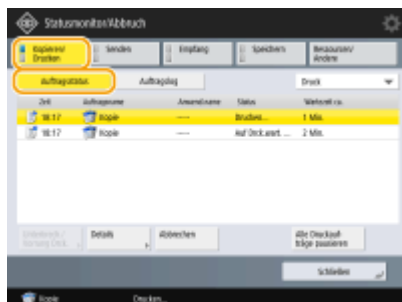 Statusmonitor/Abbruch
Kopieren/
Drucken
Senden
Empfang
Speichern
Ressourcen/
Andere
Auftragsstatus
Auftragslog
Druck
Zeit
Auftragsname
Anwendername
Status
Wartezeit ca.
18:17
Kopie
-----
Drucken...
1 Min.
18:17
Kopie
-----
Auf Druck wart. ...
2 Min.
Details
Abbrechen
Alle Druckauf-
träge pausieren
Schließen
Kopie
Drucken...